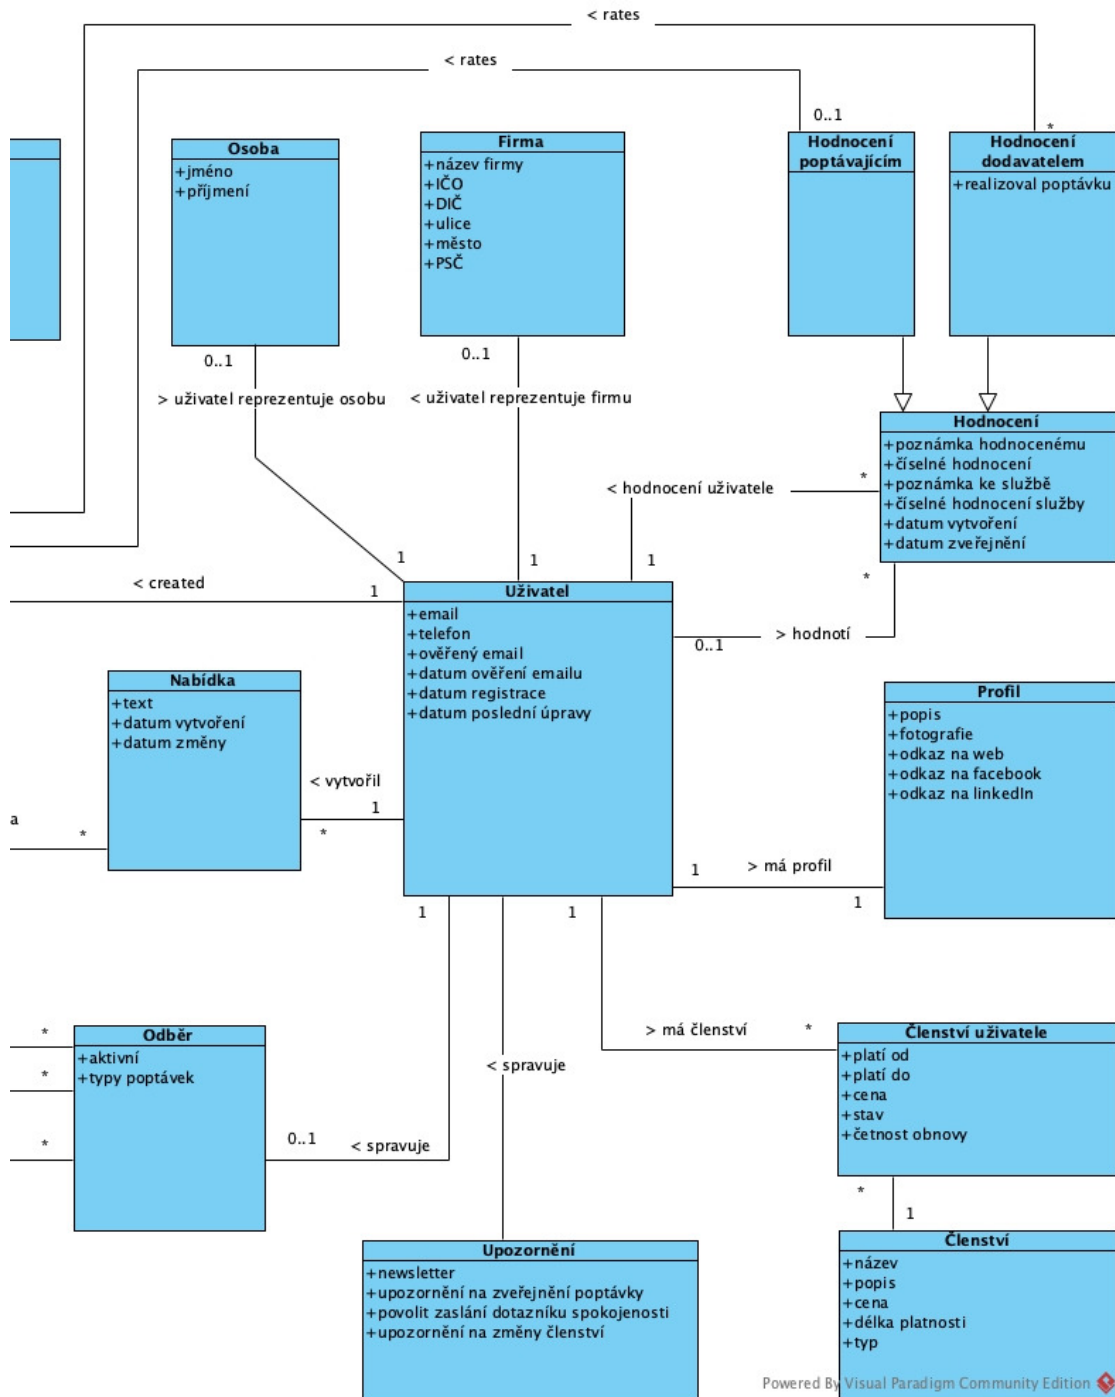 < rates
< rates
0..1
*
Osoba
+jméno
+příjmení
Firma
+název firmy
+IČO
+DIČ
+ulice
+město
+PSČ
Hodnocení
poptávajícím
Hodnocení
dodavatelem
+realizoval poptávku
0..1
0..1
> uživatel reprezentuje osobu
< uživatel reprezentuje firmu
Hodnocení
+poznámka hodnocenému
+číselné hodnocení
+poznámka ke službě
+číselné hodnocení služby
+datum vytvoření
+datum zveřejnění
< hodnocení uživatele
*
1
1
1
*
< created
1
Uživatel
+email
+telefon
+ověřený email
+datum ověření emailu
+datum registrace
+datum poslední úpravy
> hodnotí
0..1
Nabídka
+text
+datum vytvoření
+datum změny
Profil
+popis
+fotografie
+odkaz na web
+odkaz na facebook
+odkaz na linkedIn
< vytvořil
1
*
a
*
> má profil
1
1
1
1
> má členství
*
Odběr
+aktivní
+typy poptávek
*
*
*
0..1
< spravuje
< spravuje
Členství uživatele
+platí od
+platí do
+cena
+stav
+četnost obnovy
*
1
Upozornění
+newsletter
+upozornění na zveřejnění poptávky
+povolit zaslání dotazníku spokojenosti
+upozornění na změny členství
Členství
+název
+popis
+cena
+délka platnosti
+typ
Powered By Visual Paradigm Community Edition